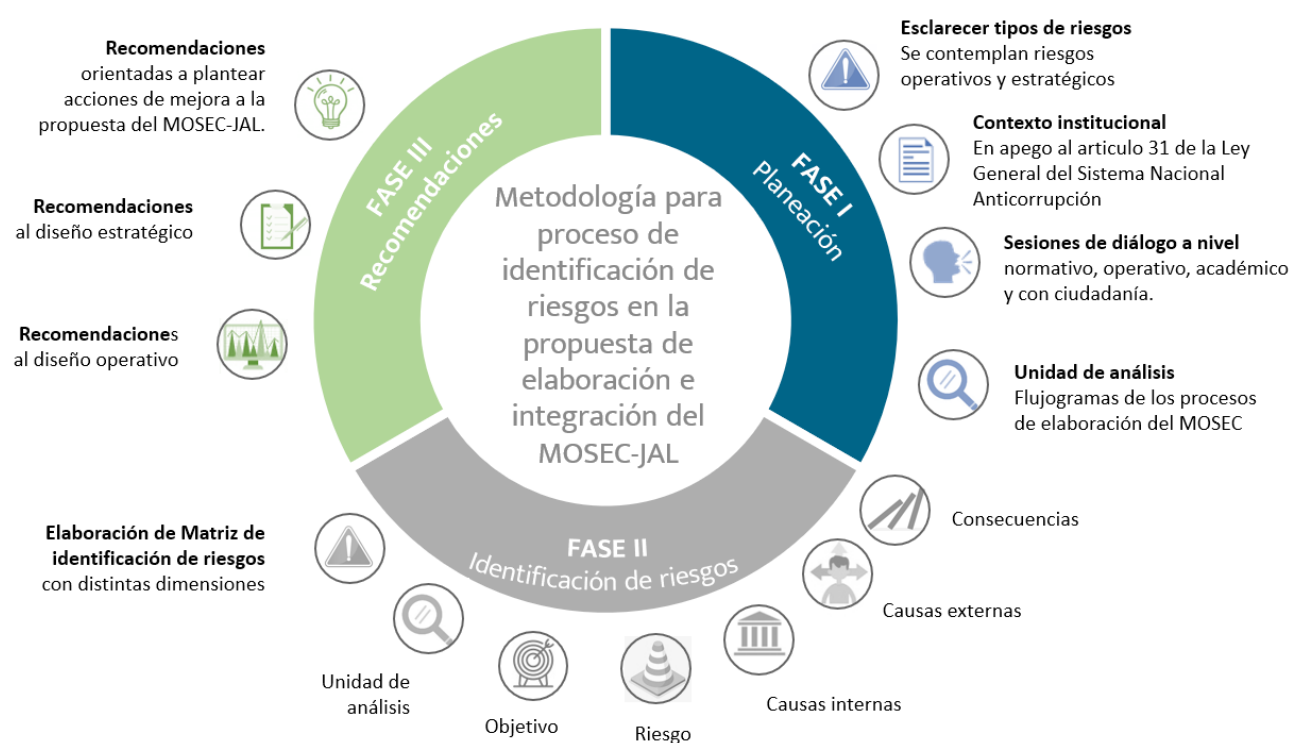 Metodología para
proceso de
identificación de
riesgos en la
propuesta de
elaboración e
integración del
MOSEC-JAL
FASE I
Planeación
Esclarecer tipos de riesgos
Se contemplan riesgos
operativos y estratégicos
Contexto institucional
En apego al articulo 31 de la Ley
General del Sistema Nacional
Anticorrupción
Sesiones de diálogo a nivel
normativo, operativo, académico
y con ciudadanía.
Unidad de análisis
Flujogramas de los procesos
de elaboración del MOSEC
FASE II
Identificación de riesgos
Elaboración de Matriz de
identificación de riesgos
con distintas dimensiones
Unidad de
análisis
Objetivo
Riesgo
Causas internas
Causas externas
Consecuencias
FASE III
Recomendaciones
Recomendaciones
orientadas a plantear
acciones de mejora a la
propuesta del MOSEC-JAL.
Recomendaciones
al diseño estratégico
Recomendaciones
al diseño operativo